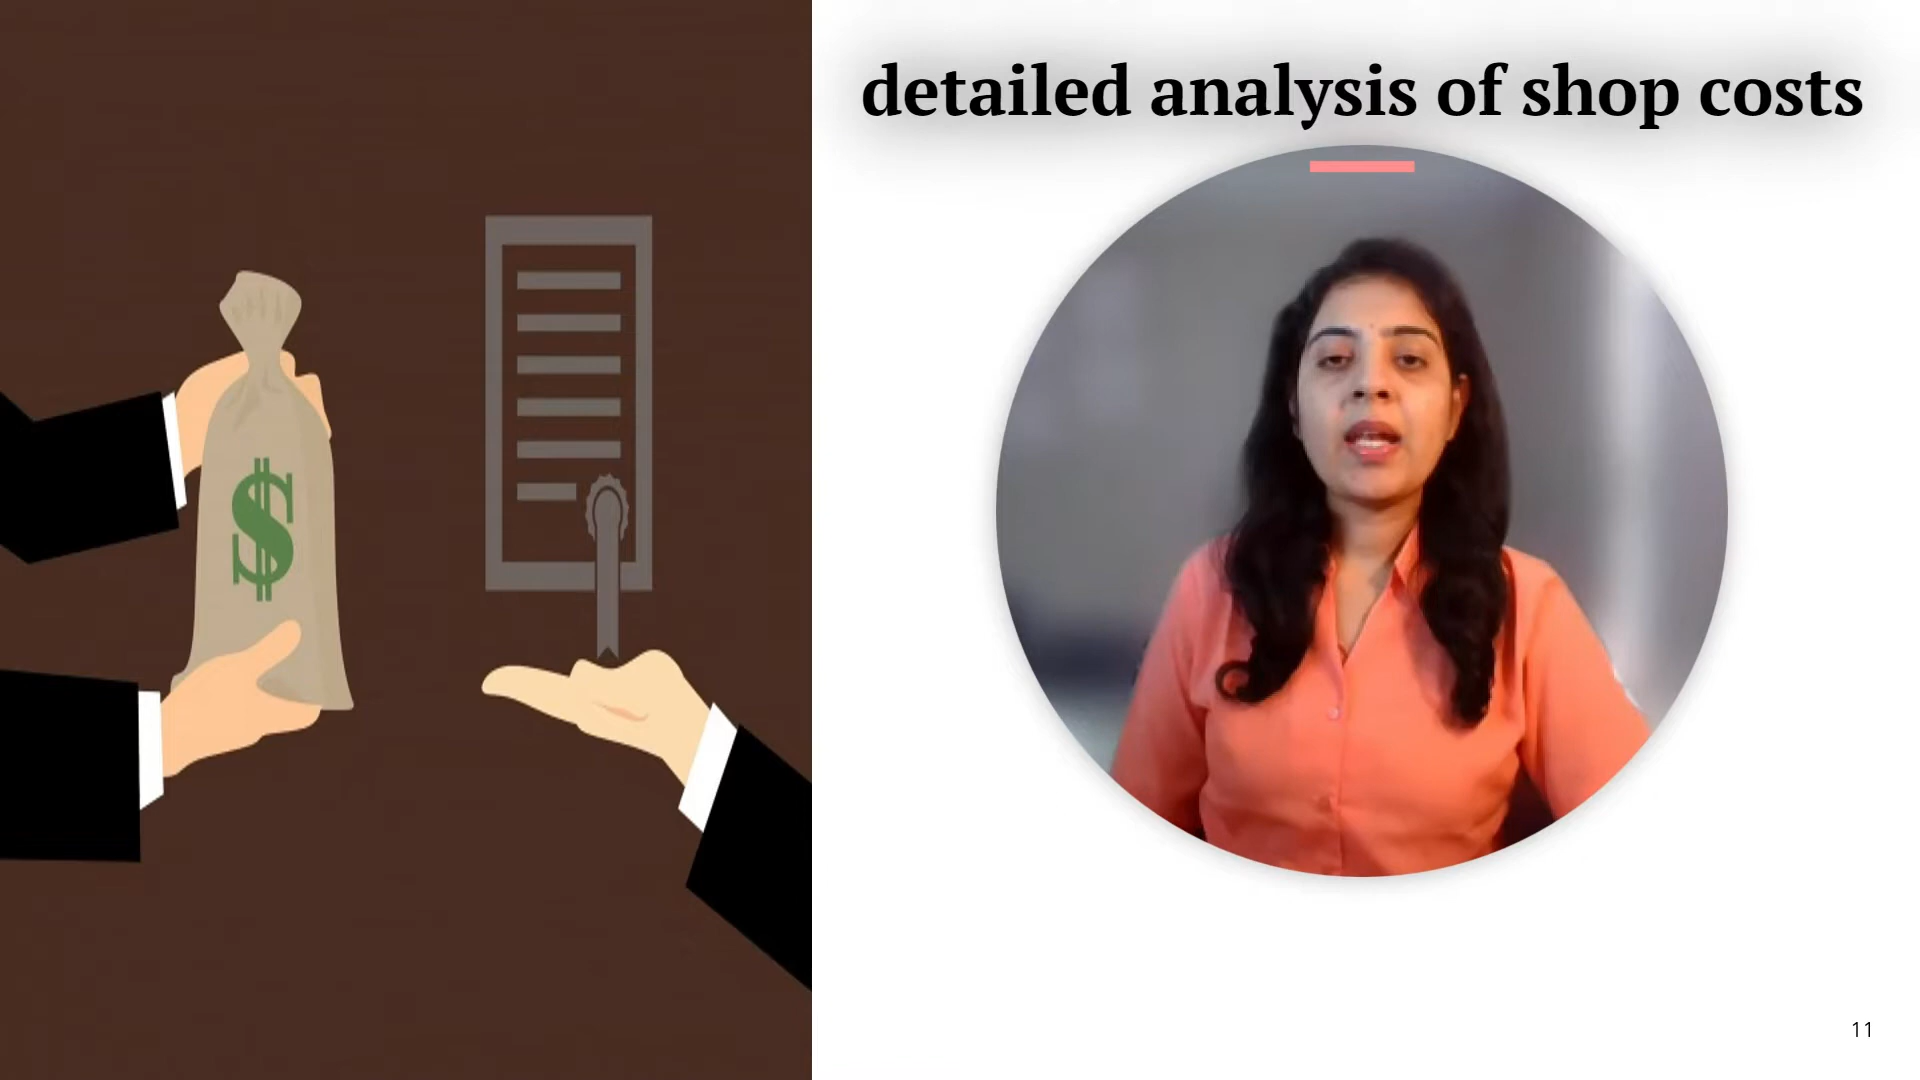 detailed analysis of shop costs
$
11